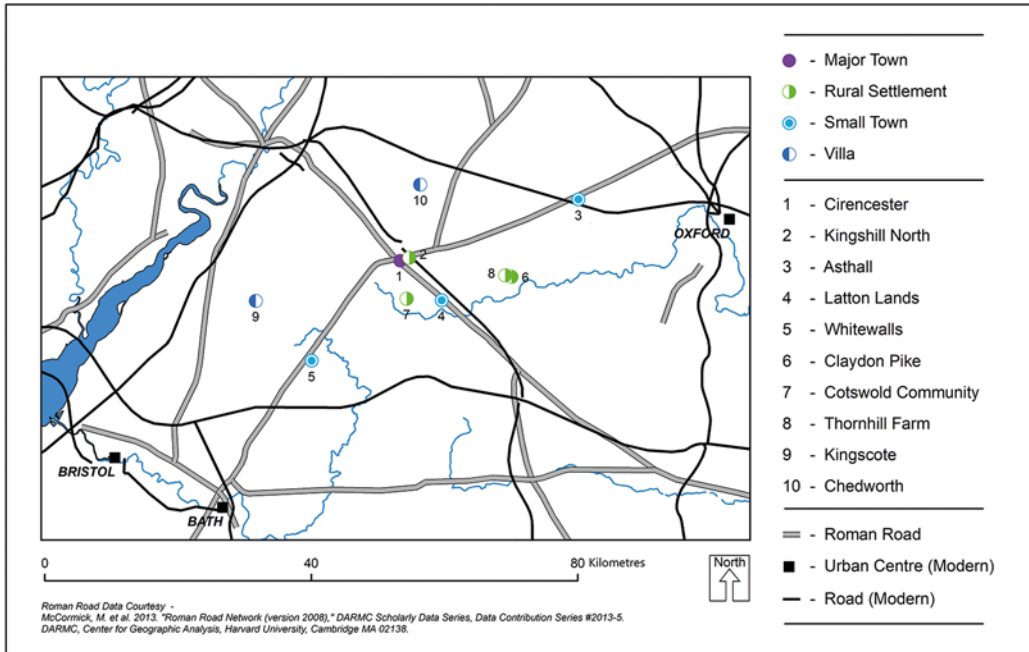 10
3
OXFORD
2
1
8
6
7
4
9
5
BRISTOL
BATH
0
40
80 Kilometres
North
Roman Road Data Courtesy -
McCormick, M. et al. 2013. "Roman Road Network (version 2008)," DARMC Scholarly Data Series, Data Contribution Series #2013-5.
DARMC, Center for Geographic Analysis, Harvard University, Cambridge MA 02138.
- Major Town
- Rural Settlement
- Small Town
- Villa
1 - Cirencester
2 - Kingshill North
3 - Asthall
4 - Latton Lands
5 - Whitewalls
6 - Claydon Pike
7 - Cotswold Community
8 - Thornhill Farm
9 - Kingscote
10 - Chedworth
- Roman Road
- Urban Centre (Modern)
- Road (Modern)